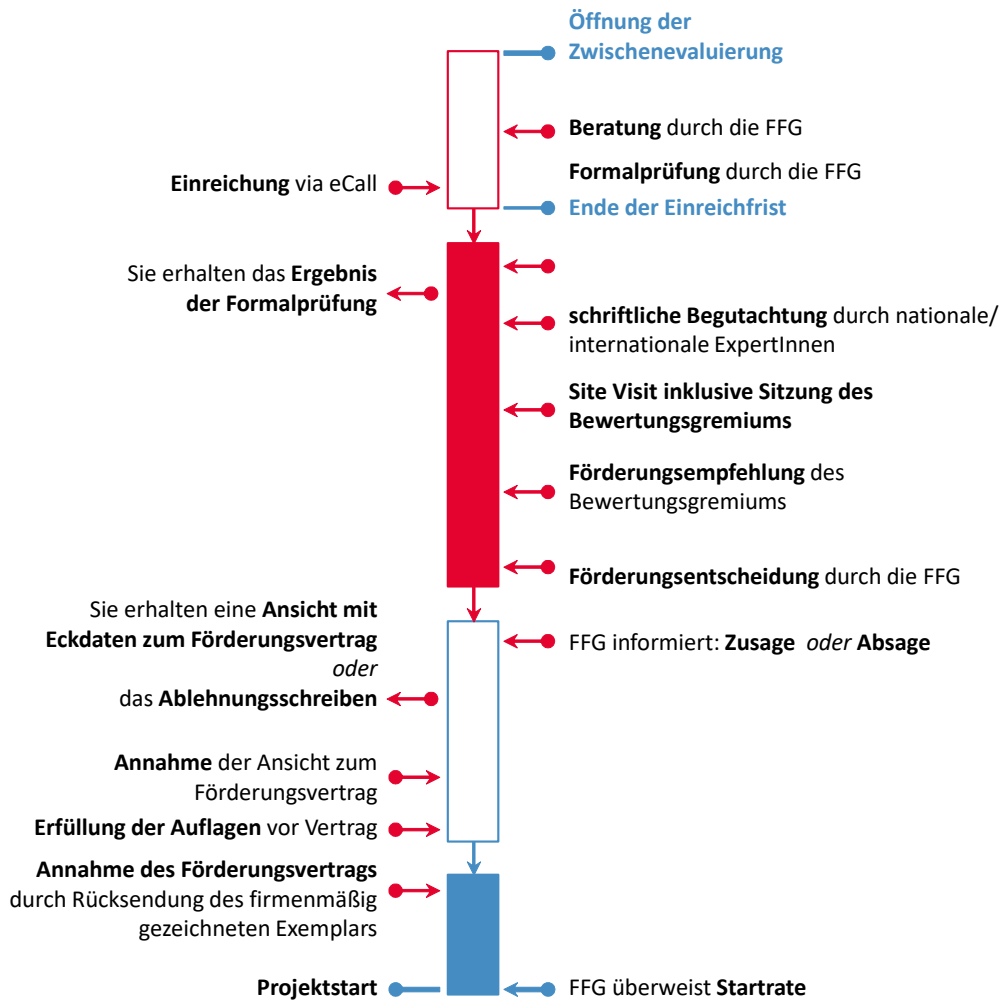 Öffnung der
Zwischenevaluierung
Beratung durch die FFG
Formalprüfung durch die FFG
Einreichung via eCall
Ende der Einreichfrist
Sie erhalten das Ergebnis
der Formalprüfung
schriftliche Begutachtung durch nationale/
internationale ExpertInnen
Site Visit inklusive Sitzung des
Bewertungsgremiums
Förderungsempfehlung des
Bewertungsgremiums
Förderungsentscheidung durch die FFG
Sie erhalten eine Ansicht mit
Eckdaten zum Förderungsvertrag
oder
das Ablehnungsschreiben
FFG informiert: Zusage oder Absage
Annahme der Ansicht zum
Förderungsvertrag
Erfüllung der Auflagen vor Vertrag
Annahme des Förderungsvertrags
durch Rücksendung des firmenmäßig
gezeichneten Exemplars
Projektstart
FFG überweist Startrate